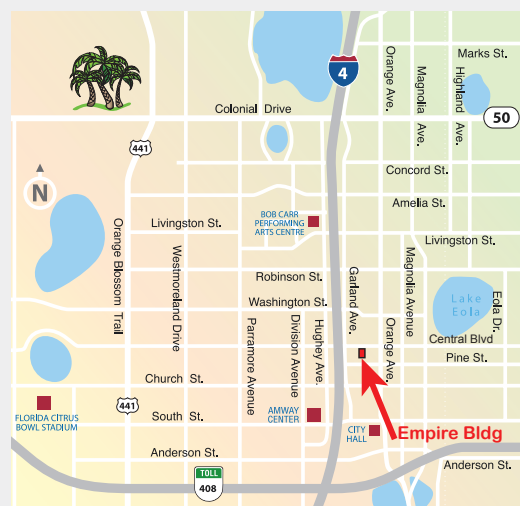 Marks St.
Orange Ave.
Magnolia Ave.
Highland Ave.
4
Colonial Drive
50
441
Concord St.
N
Amelia St.
BOB CARR
PERFORMING
ARTS CENTRE
Livingston St.
Livingston St.
Orange Blossom Trail
Westmoreland Drive
Robinson St.
Garland Ave.
Magnolia Avenue
Washington St.
Lake
Eola
Eola Dr.
Parramore Avenue
Division Avenue
Hughey Ave.
Orange Ave.
Central Blvd
Pine St.
Church St.
441
FLORIDA CITRUS
BOWL STADIUM
South St.
AMWAY
CENTER
CITY
HALL
Empire Bldg
Anderson St.
Anderson St.
TOLL
408